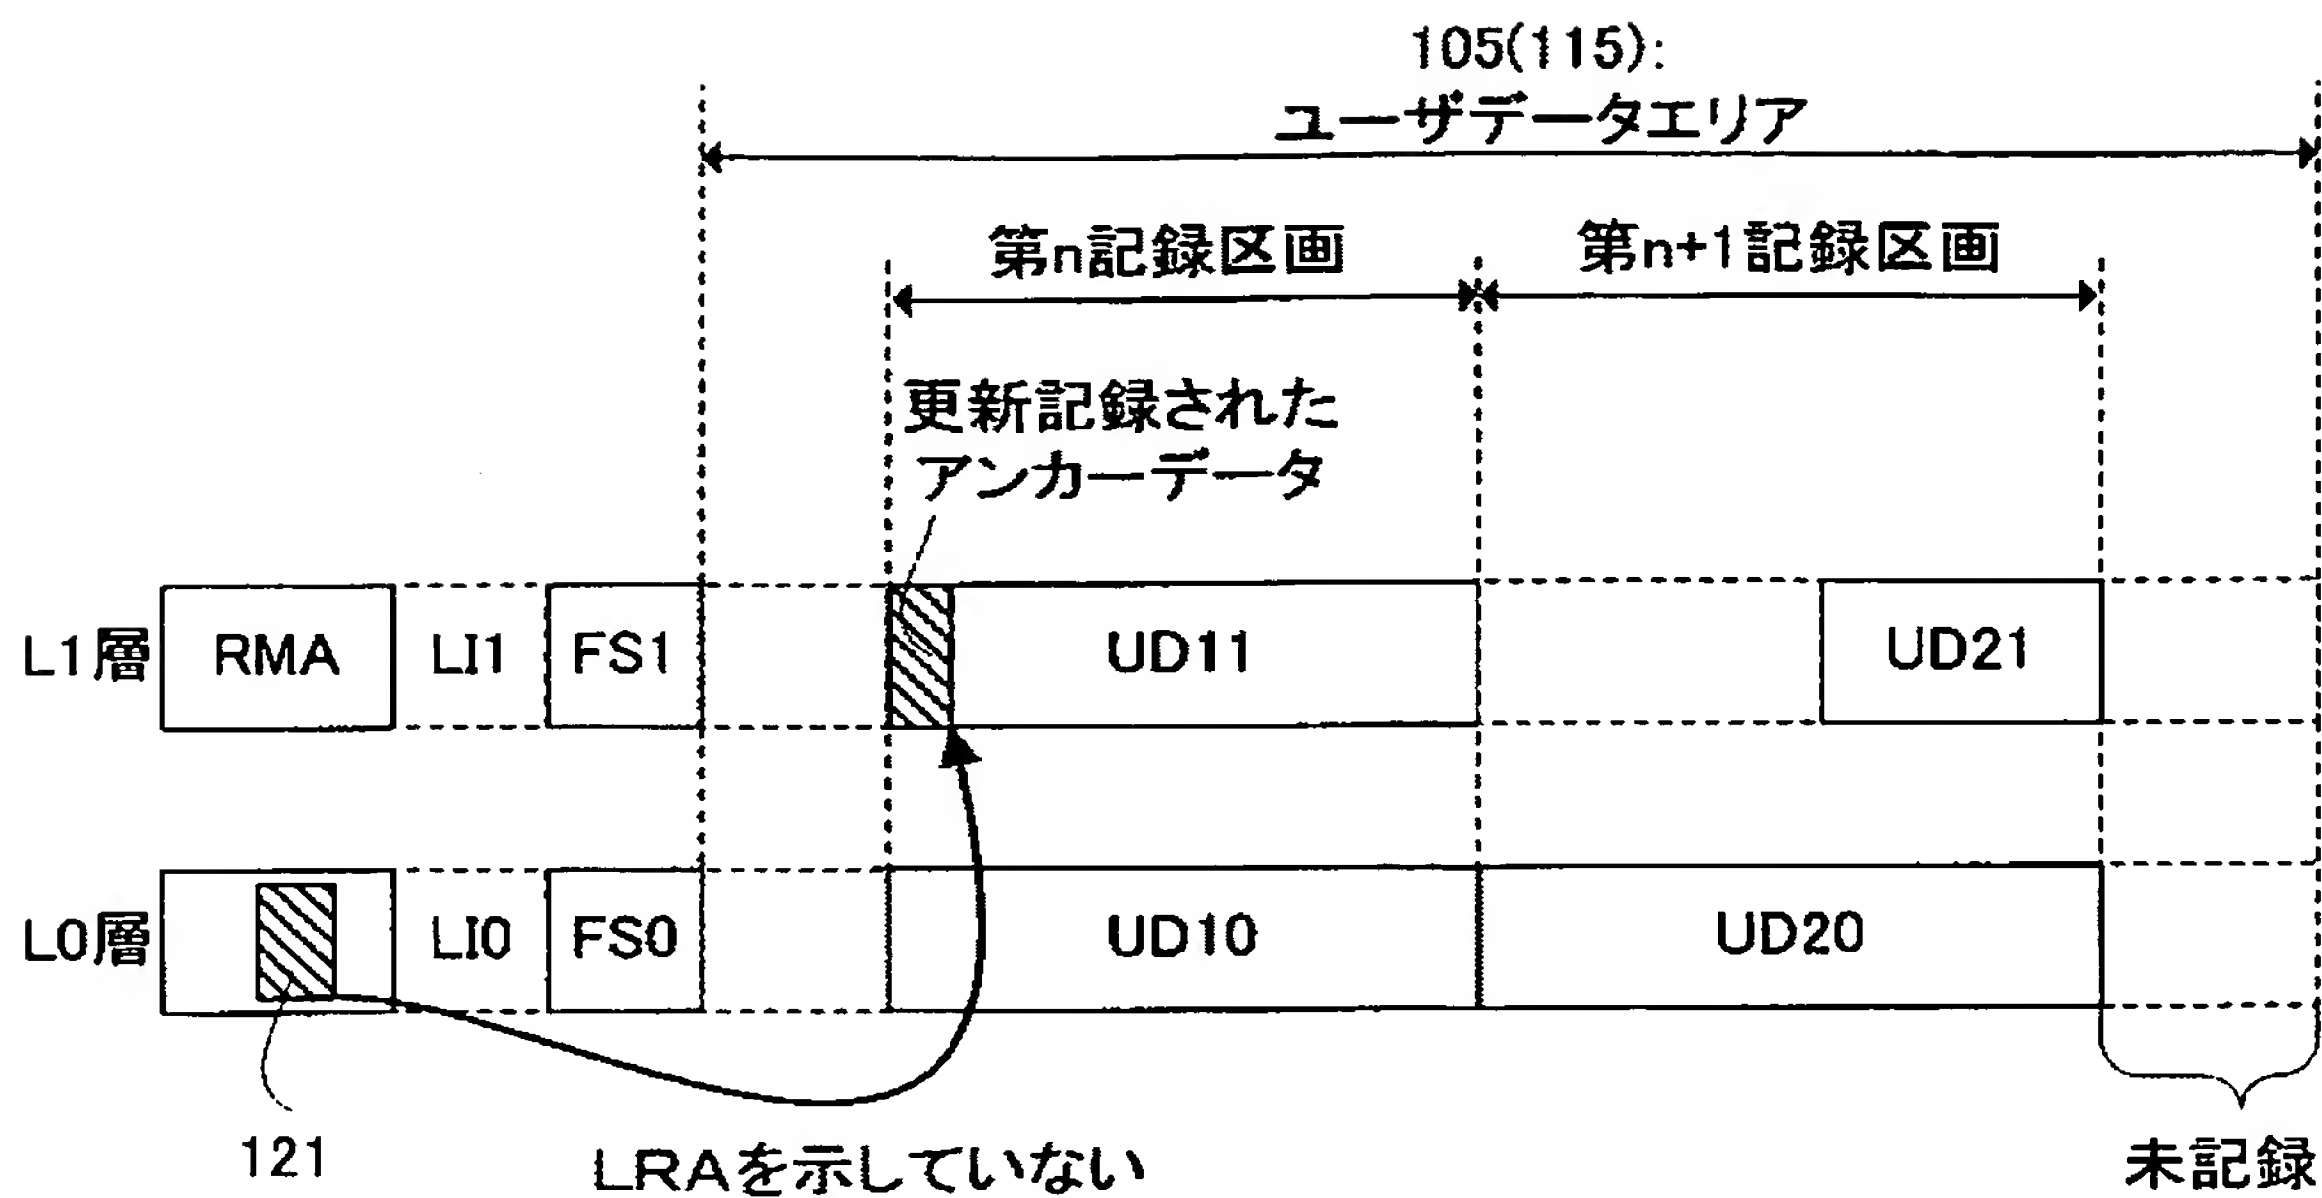 105(115):
ユーザデータエリア
第n記録区画
第n+1記録区画
更新記録された
アンカーデータ
L1層
RMA
LI1
FS1
UD11
UD21
L0層
LI0
FS0
UD10
UD20
121
LRAを示していない
未記録